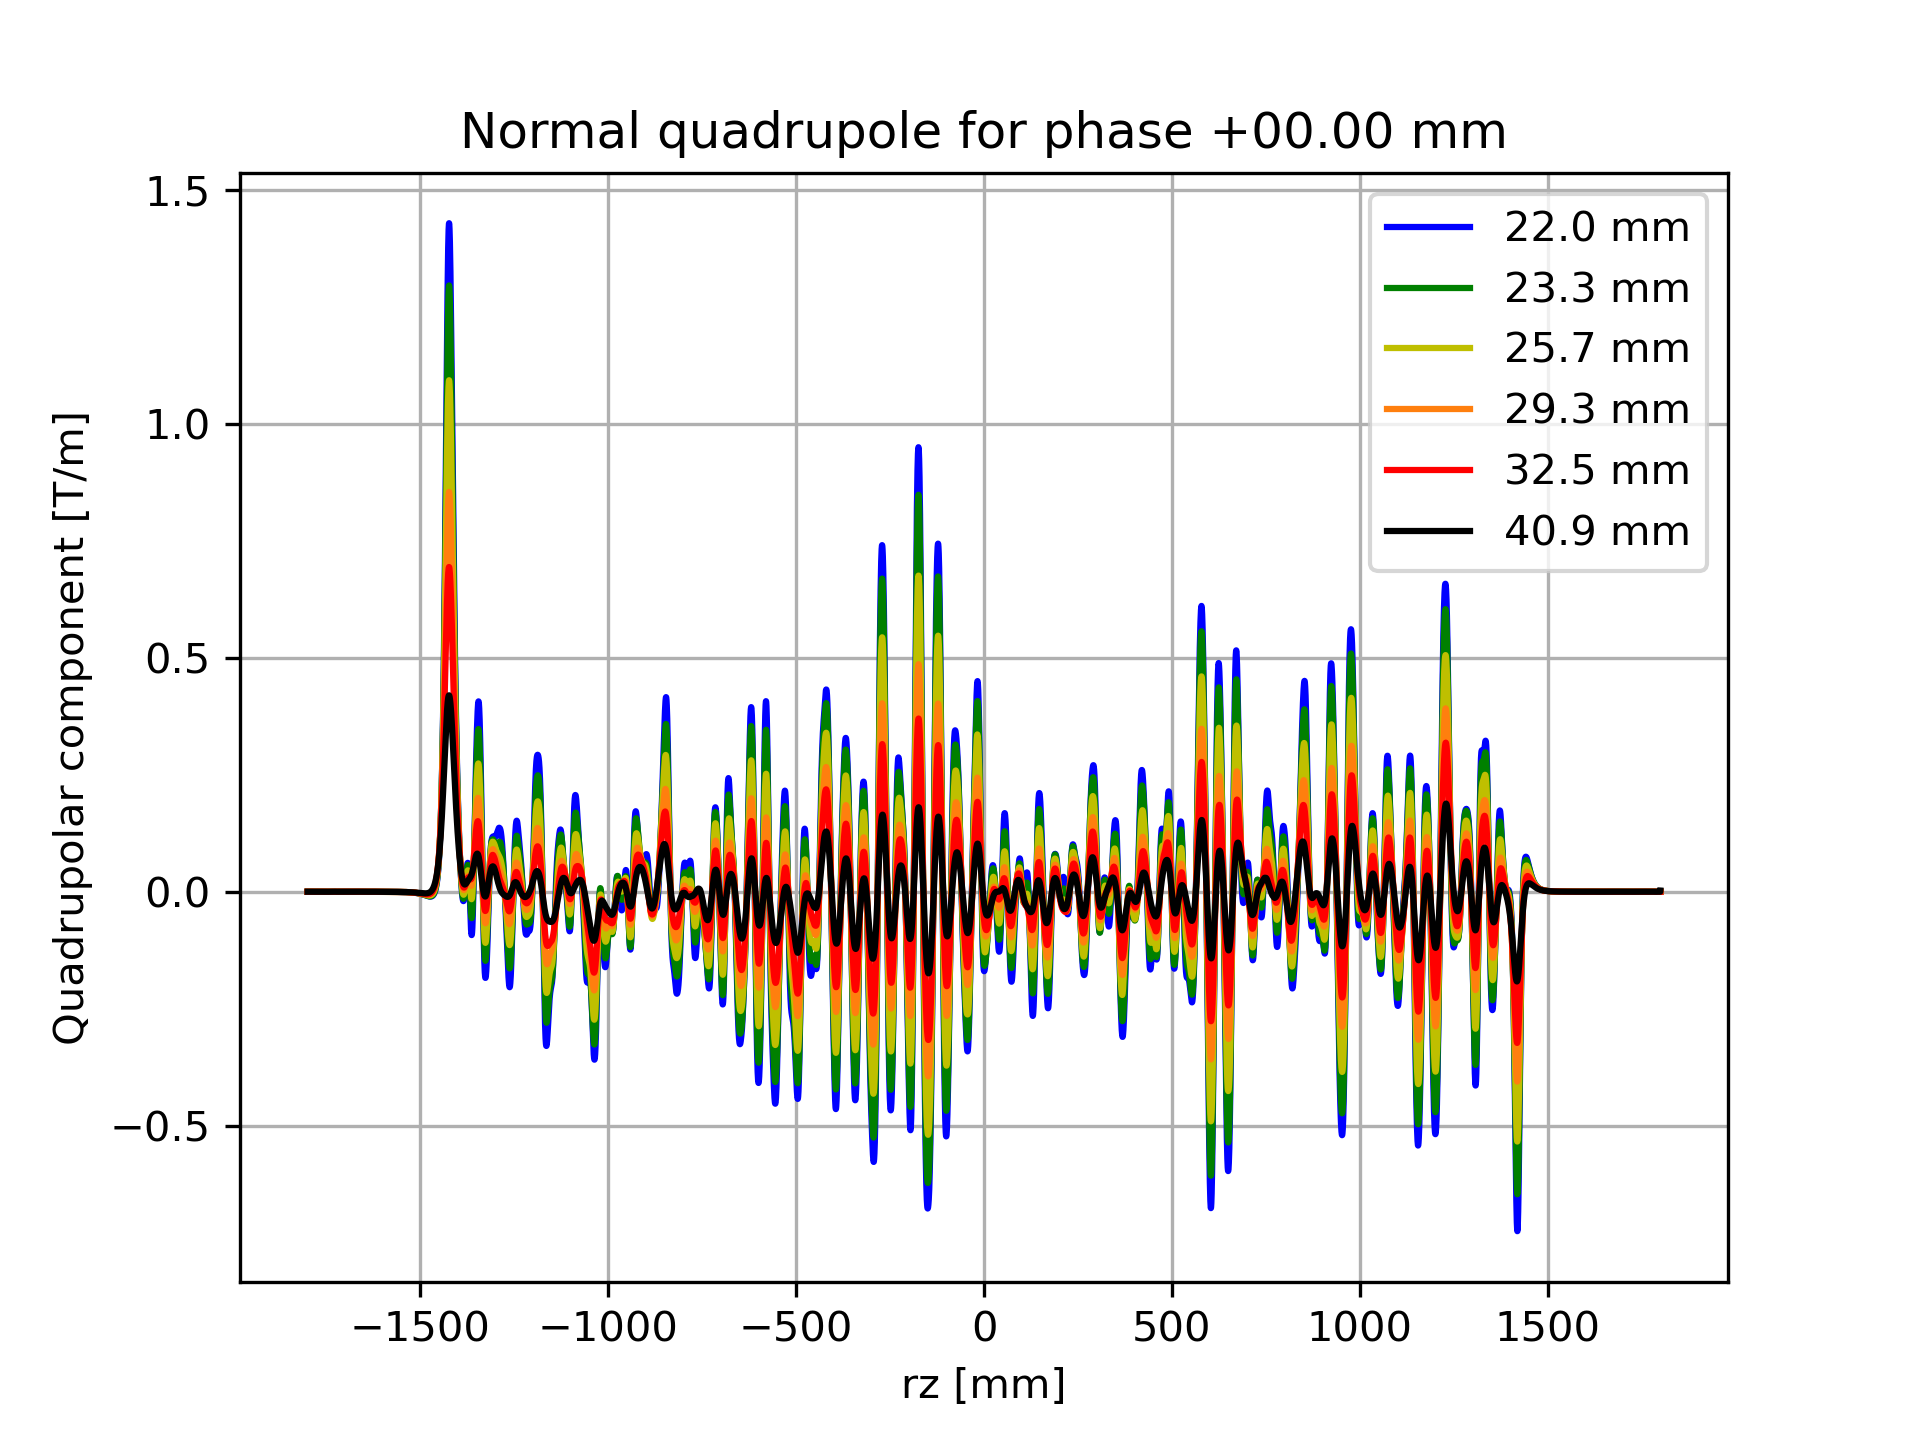 Normal quadrupole for phase +00.00 mm
1.5
1.0
0.5
0.0
−0.5
Quadrupolar component [T/m]
22.0 mm
23.3 mm
25.7 mm
29.3 mm
32.5 mm
40.9 mm
−1500
−1000
−500
0
500
1000
1500
rz [mm]